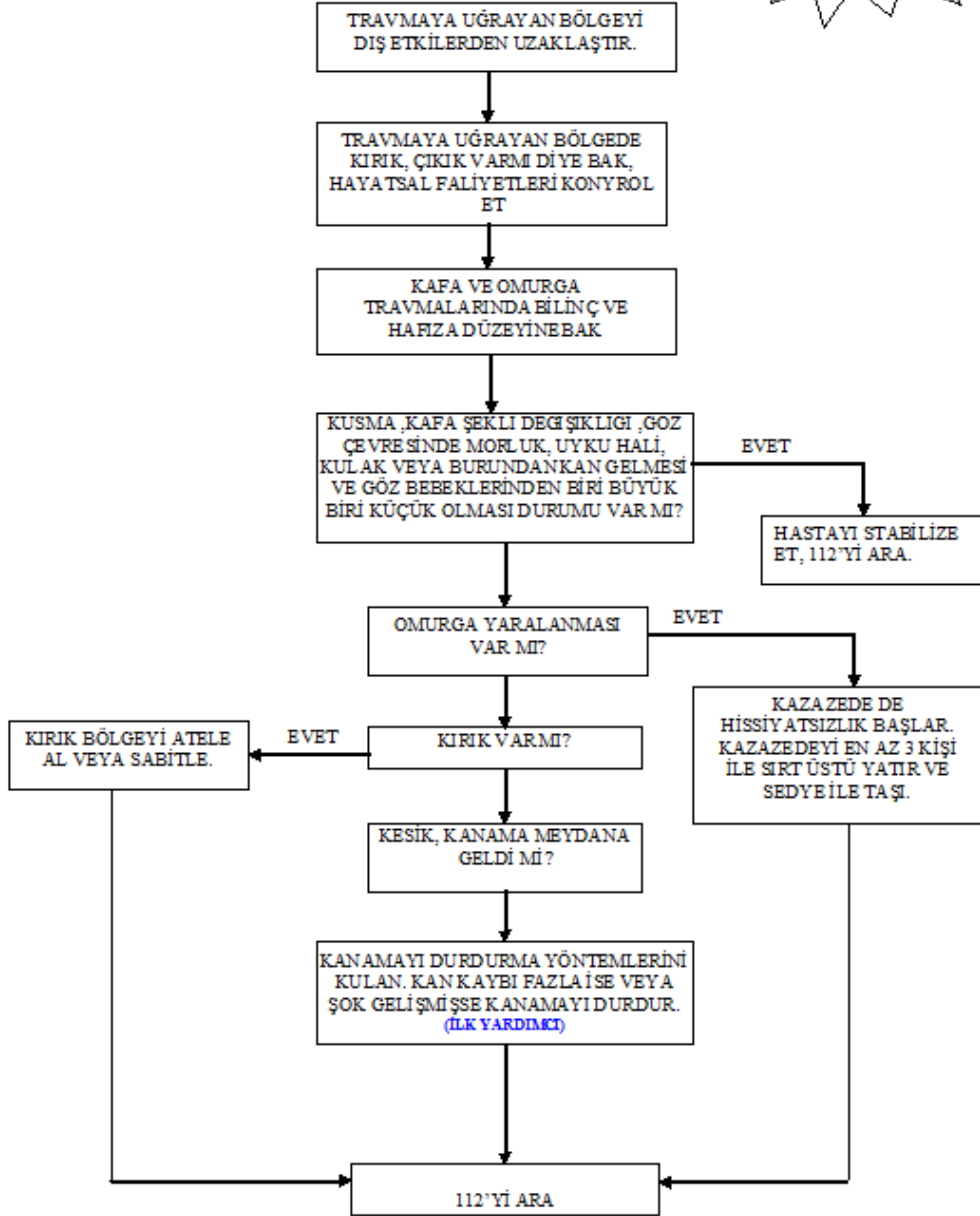 TRAVMAYA UĞRAYAN BÖLGEYİ
DIŞ ETKİLERDEN UZAKLAŞTIR.
TRAVMAYA UĞRAYAN BÖLGEDE
KIRIK, ÇIKIK VARMI DİYE BAK,
HAYATSAL FALİYETLERİ KONYROL
ET
KAFA VE OMURGA
TRAVMALARINDA BİLİNÇ VE
HAFIZA DÜZEYİNE BAK
KUSMA ,KAFA ŞEKLİ DEGIŞIKLIGI ,GOZ
ÇEVRESİNDE MORLUK, UYKU HALİ,
KULAK VEYA BURUNDAN KAN GELMESİ
VE GÖZ BEBEKLERİNDEN BİRİ BÜYÜK
BİRİ KÜÇÜK OLMASI DURUMU VAR MI?
EVET
HASTAYI STABİLİZE
ET, 112'Yİ ARA.
OMURGA YARALANMASI
VAR MI?
EVET
KAZAZEDE DE
HİSSİYATSIZLIK BAŞLAR.
KAZAZEDEYİ EN AZ 3 KİŞİ
İLE SIRT ÜSTÜ YATIR VE
SEDYE İLE TAŞI.
KIRIK VARMI?
EVET
KIRIK BÖLGEYİ ATELE
AL VEYA SABİTLE.
KESİK, KANAMA MEYDANA
GELDİ Mİ?
KANAMAYI DURDURMA YÖNTEMLERİNİ
KULAN. KAN KAYBI FAZLA İSE VEYA
ŞOK GELİŞMİŞSE KANAMAYI DURDUR.
(İLK YARDIMCI)
112'Yİ ARA